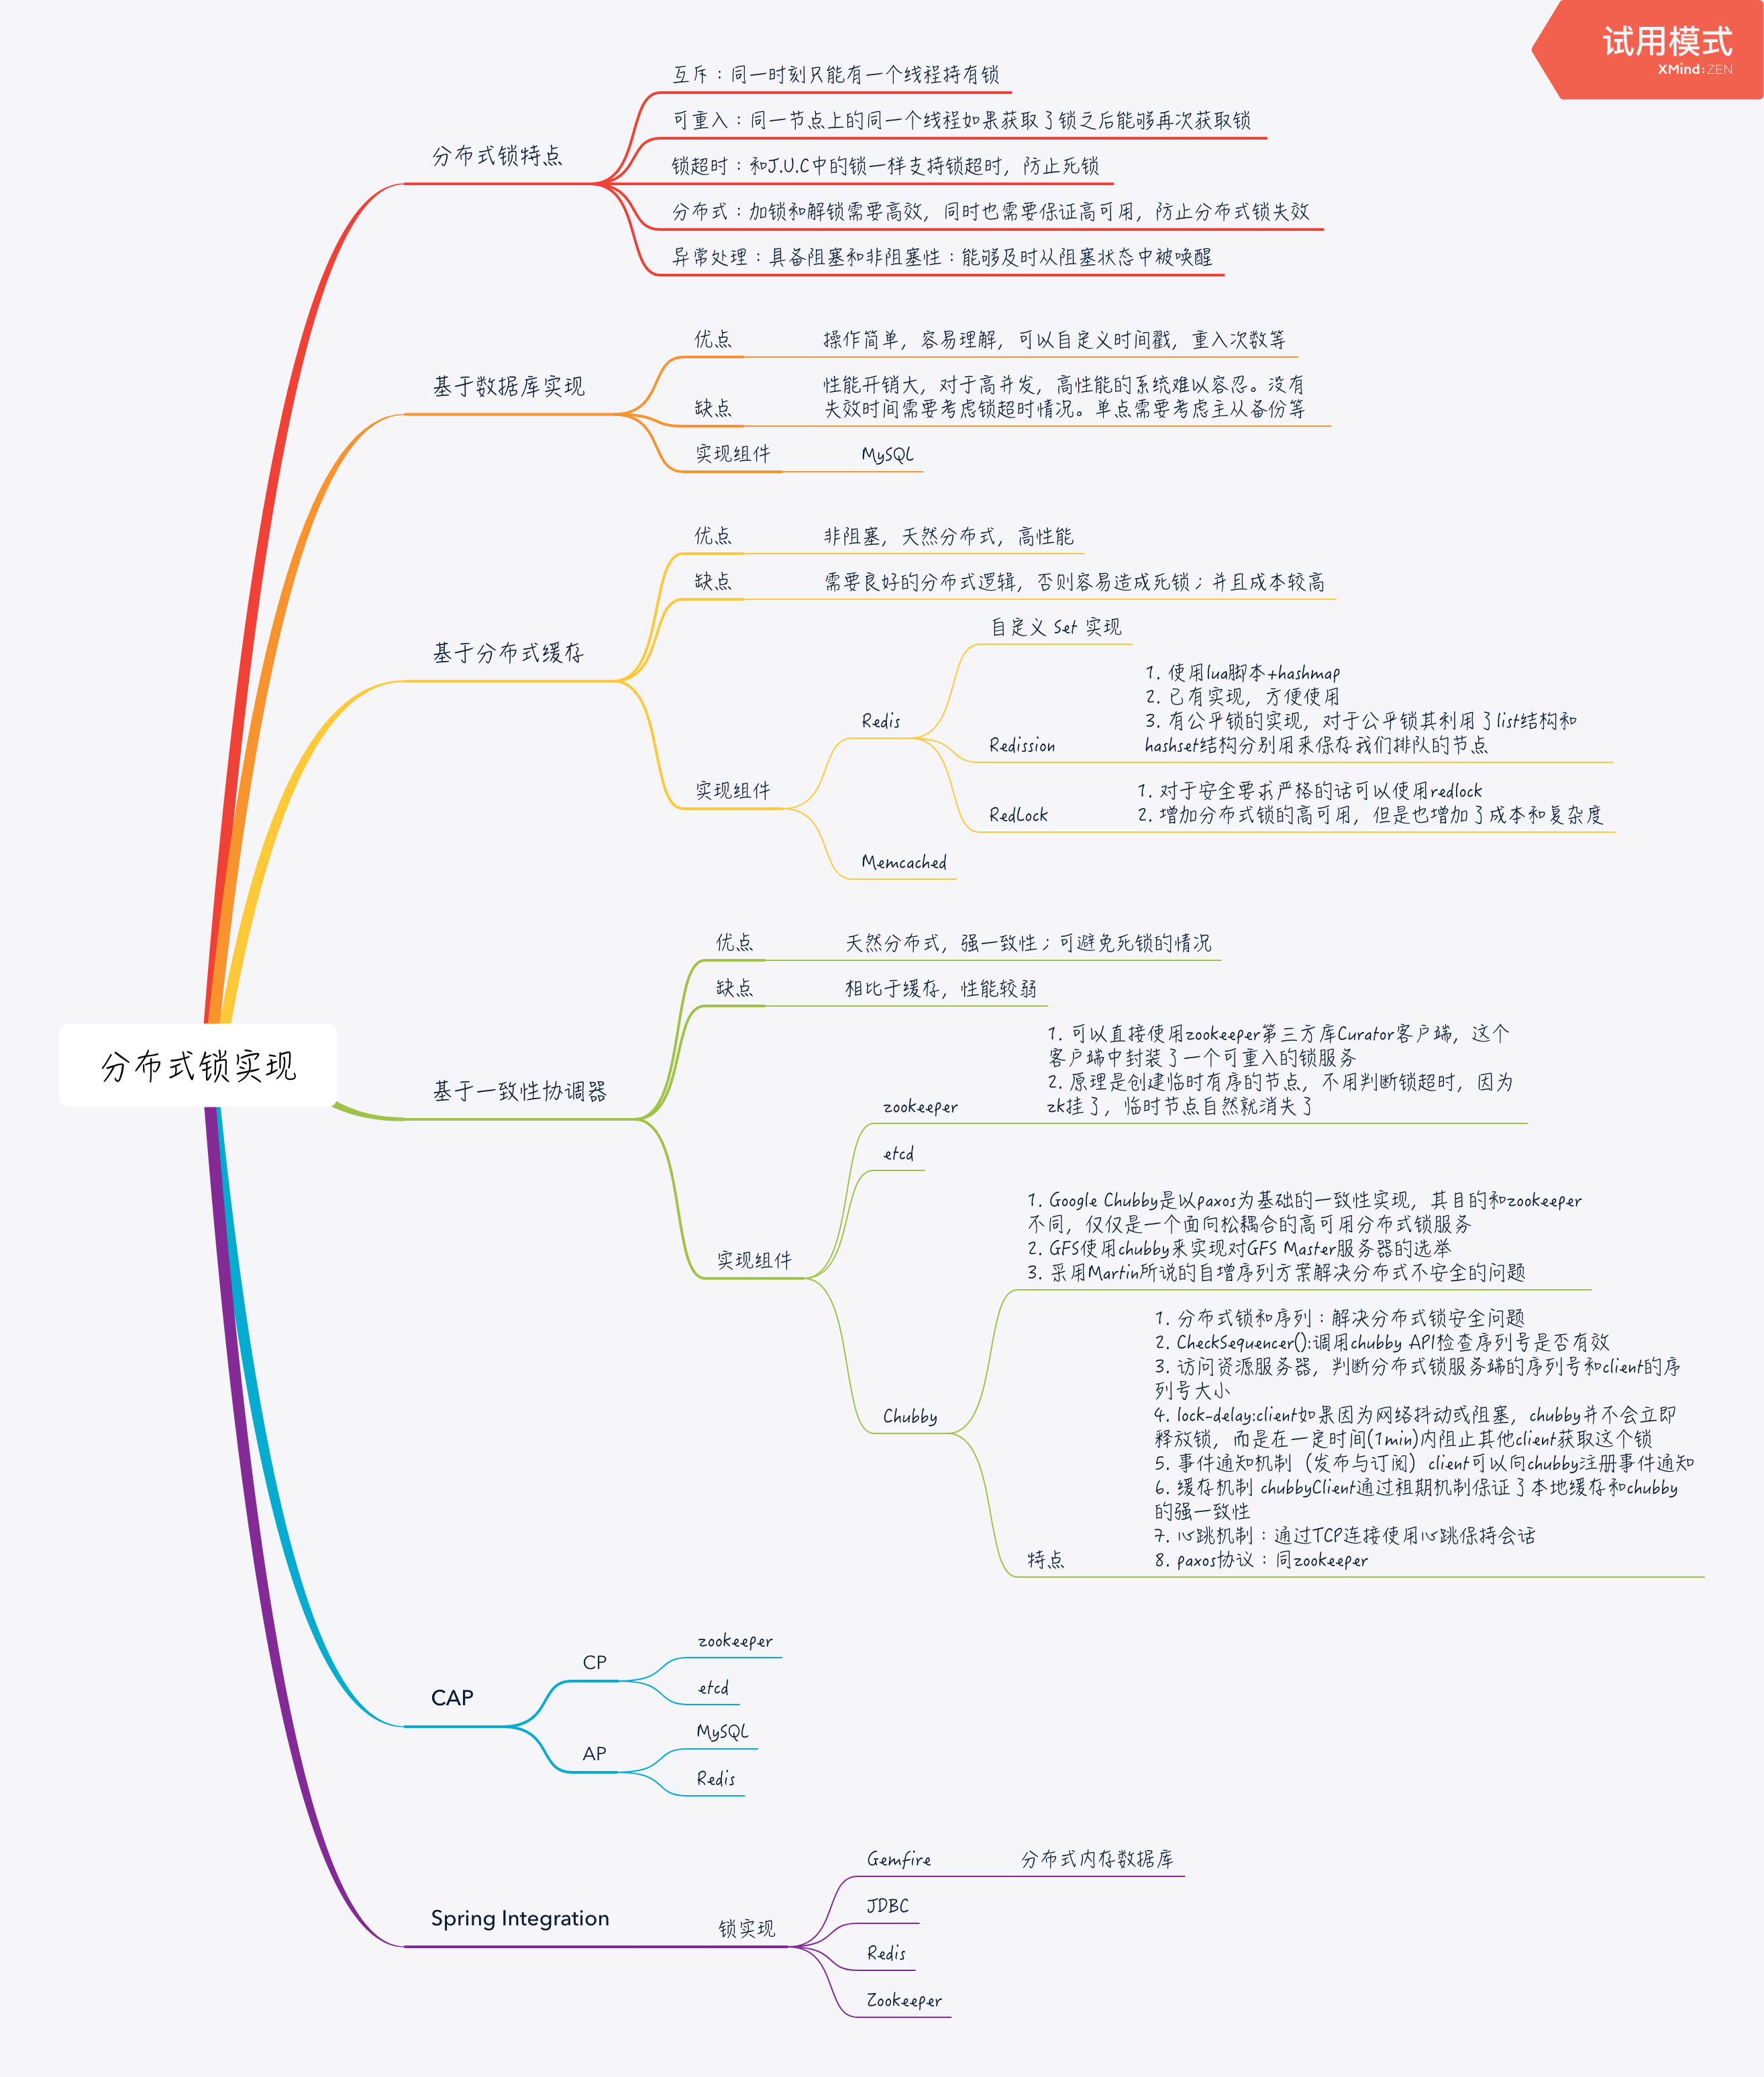 试用模式
XMind:ZEN
分布式锁实现
分布式锁特点
互斥：同一时刻只能有一个线程持有锁
可重入：同一节点上的同一个线程如果获取了锁之后能够再次获取锁
锁超时：和J.U.C中的锁一样支持锁超时，防止死锁
分布式：加锁和解锁需要高效，同时也需要保证高可用，防止分布式锁失效
异常处理：具备阻塞和非阻塞性：能够及时从阻塞状态中被唤醒
基于数据库实现
优点
操作简单，容易理解，可以自定义时间戳，重入次数等
缺点
性能开销大，对于高并发，高性能的系统难以容忍。没有
失效时间需要考虑锁超时情况。单点需要考虑主从备份等
实现组件
MySQL
基于分布式缓存
优点
非阻塞，天然分布式，高性能
缺点
需要良好的分布式逻辑，否则容易造成死锁；并且成本较高
实现组件
Redis
自定义 Set 实现
Redission
1. 使用lua脚本+hashmap
2. 已有实现，方便使用
3. 有公平锁的实现，对于公平锁其利用了list结构和
hashset结构分别用来保存我们排队的节点
RedLock
1. 对于安全要求严格的话可以使用redlock
2. 增加分布式锁的高可用，但是也增加了成本和复杂度
Memcached
基于一致性协调器
优点
天然分布式，强一致性；可避免死锁的情况
缺点
相比于缓存，性能较弱
实现组件
zookeeper
1. 可以直接使用zookeeper第三方库Curator客户端，这个
客户端中封装了一个可重入的锁服务
2. 原理是创建临时有序的节点，不用判断锁超时，因为
zk挂了，临时节点自然就消失了
etcd
Chubby
1. Google Chubby是以paxos为基础的一致性实现，其目的和zookeeper
不同，仅仅是一个面向松耦合的高可用分布式锁服务
2. GFS使用chubby来实现对GFS Master服务器的选举
3. 采用Martin所说的自增序列方案解决分布式不安全的问题
特点
1. 分布式锁和序列：解决分布式锁安全问题
2. CheckSequencer():调用chubby API检查序列号是否有效
3. 访问资源服务器，判断分布式锁服务端的序列号和client的序
列号大小
4. lock-delay:client如果因为网络抖动或阻塞，chubby并不会立即
释放锁，而是在一定时间(1min)内阻止其他client获取这个锁
5. 事件通知机制（发布与订阅）client可以向chubby注册事件通知
6. 缓存机制 chubbyClient通过租期机制保证了本地缓存和chubby
的强一致性
7. 心跳机制：通过TCP连接使用心跳保持会话
8. paxos协议：同zookeeper
CAP
CP
zookeeper
etcd
AP
MySQL
Redis
Spring Integration
锁实现
Gemfire
分布式内存数据库
JDBC
Redis
Zookeeper